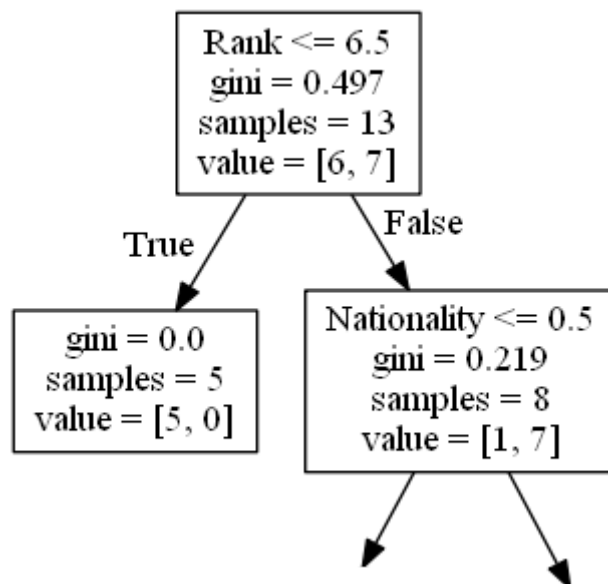 Rank <= 6.5
gini = 0.497
samples = 13
value = [6, 7]
True
False
gini = 0.0
samples = 5
value = [5, 0]
Nationality <= 0.5
gini = 0.219
samples = 8
value = [1, 7]